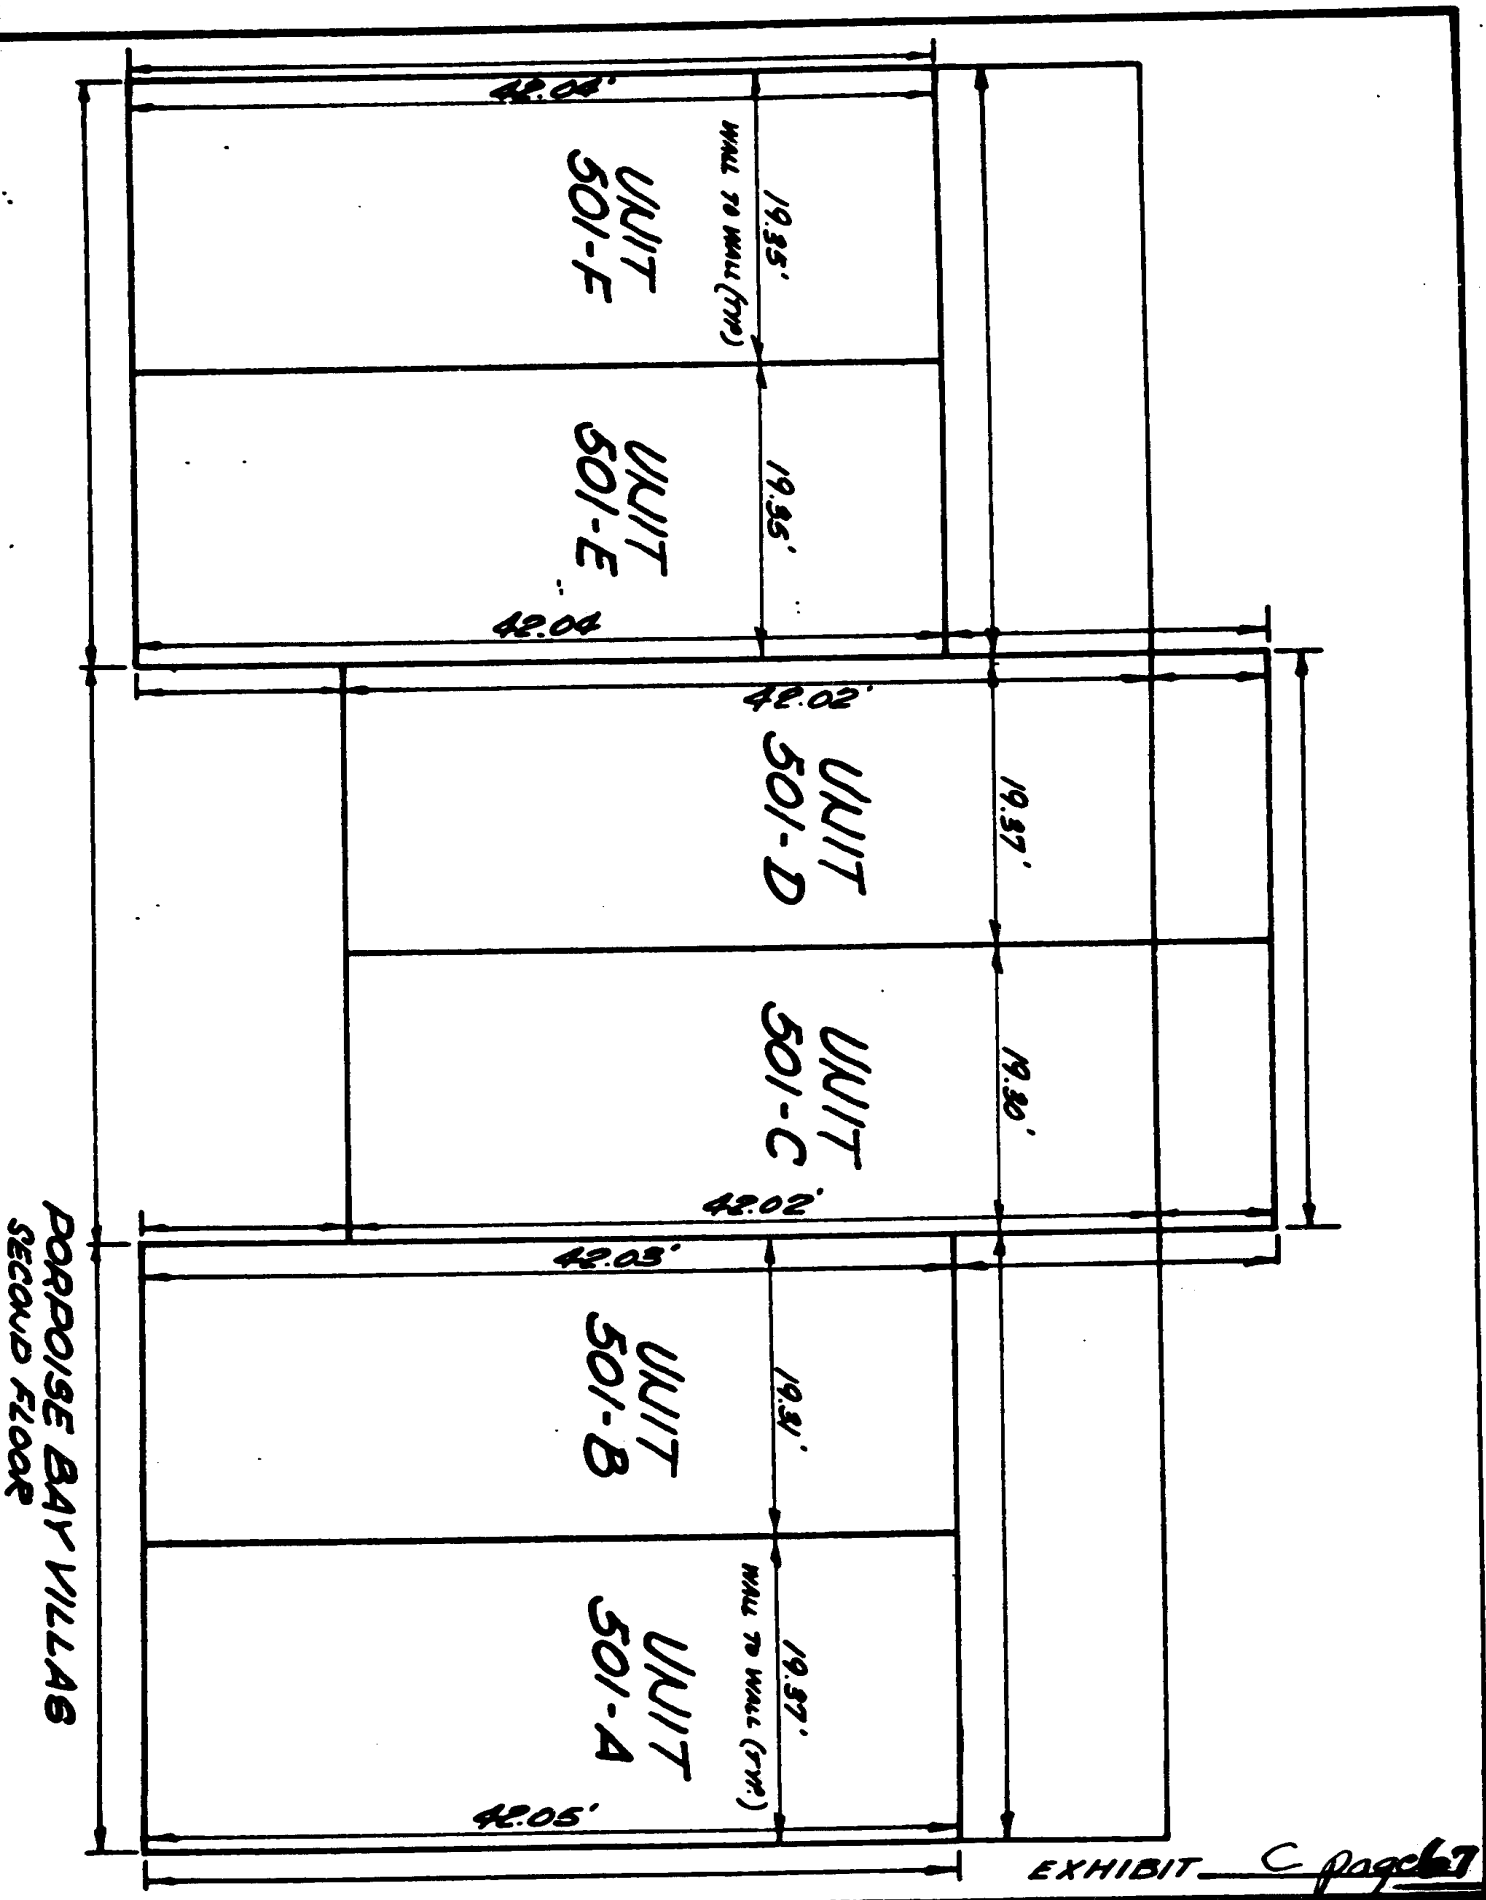 42.04'
WALL TO WALL (TYP)
19.35'
UNIT
501-F
19.35'
UNIT
501-E
42.04
42.02'
19.37'
UNIT
501-D
19.30'
UNIT
501-C
42.02'
42.03'
19.31'
UNIT
501-B
WALL TO WALL (TYP.)
19.37'
UNIT
501-A
42.05'
PORPOISE BAY VILLAS
SECOND FLOOR
EXHIBIT C page 67